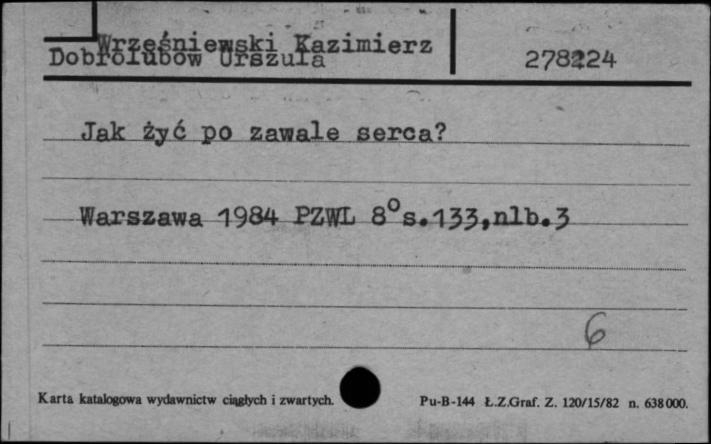 Wrześniewski Kazimierz
Dobrolubow Urszula
278224
Jak żyć po zawale serca?
Warszawa 1984 PZWL 8° s.133,nlb.3
6
Karta katalogowa wydawnictw ciągłych i zwartych.
Pu-B-144 Ł.Z.Graf. Z. 120/15/82 n. 638000.